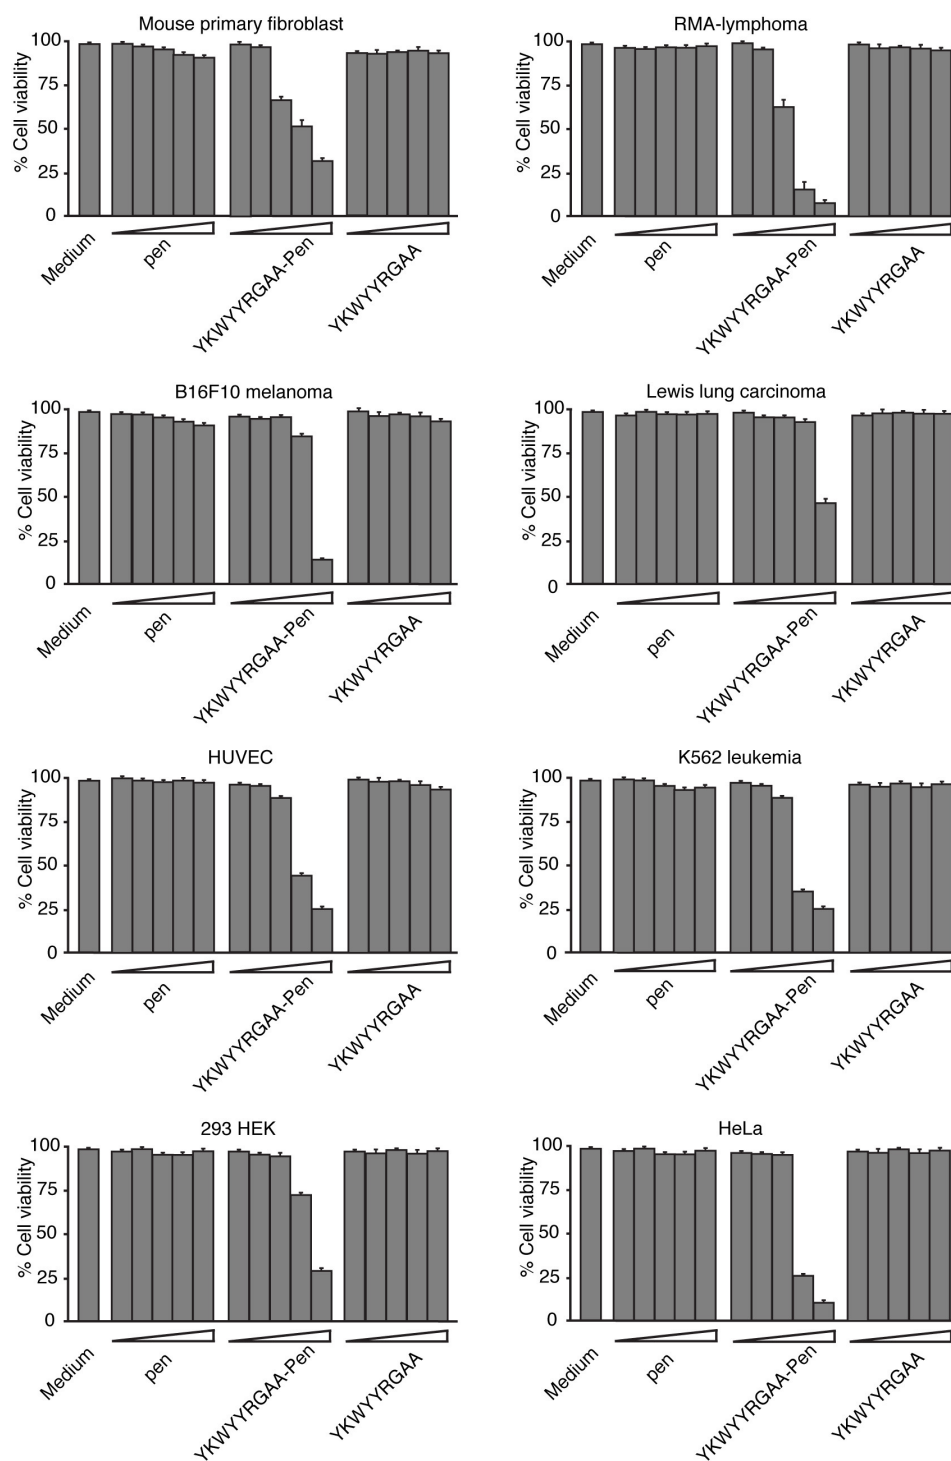 Mouse primary fibroblast
% Cell viability
100
75
50
25
0
Medium
pen
YKWYYRGAA-Pen
YKWYYRGAA
RMA-lymphoma
% Cell viability
100
75
50
25
0
Medium
pen
YKWYYRGAA-Pen
YKWYYRGAA
B16F10 melanoma
% Cell viability
100
75
50
25
0
Medium
pen
YKWYYRGAA-Pen
YKWYYRGAA
Lewis lung carcinoma
% Cell viability
100
75
50
25
0
Medium
pen
YKWYYRGAA-Pen
YKWYYRGAA
HUVEC
% Cell viability
100
75
50
25
0
Medium
pen
YKWYYRGAA-Pen
YKWYYRGAA
K562 leukemia
% Cell viability
100
75
50
25
0
Medium
pen
YKWYYRGAA-Pen
YKWYYRGAA
293 HEK
% Cell viability
100
75
50
25
0
Medium
pen
YKWYYRGAA-Pen
YKWYYRGAA
HeLa
% Cell viability
100
75
50
25
0
Medium
pen
YKWYYRGAA-Pen
YKWYYRGAA